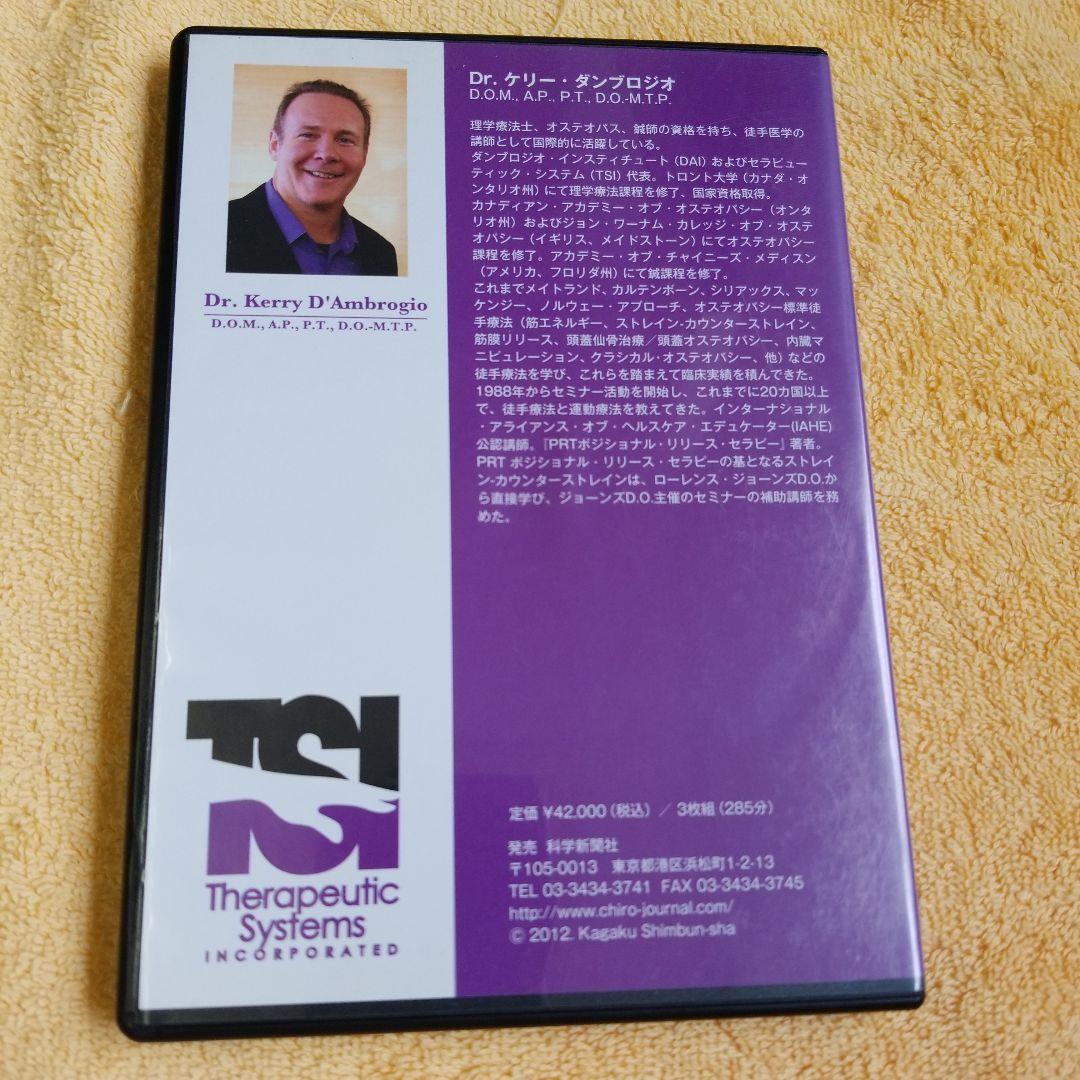 Dr. Kerry D'Ambrogio
D.O.M., A.P., P.T., D.O.-M.T.P.
TSI
TSI
Therapeutic
Systems
INCORPORATED
Dr. ケリー・ダンブロジオ
D.O.M., A.P., P.T., D.O.-M.T.P.
理学療法士、オステオパス、鍼師の資格を持ち、徒手医学の
講師として国際的に活躍している。
ダンブロジオ・インスティチュート (DAI) およびセラピュー
ティック・システム (TSI) 代表。トロント大学 (カナダ・オ
ンタリオ州) にて理学療法課程を修了、国家資格取得。
カナディアン・アカデミー・オブ・オステオパシー (オンタ
リオ州) およびジョン・ワーナム・カレッジ・オブ・オステ
オパシー (イギリス、メイドストーン) にてオステオパシー
課程を修了。アカデミー・オブ・チャイニーズ・メディスン
(アメリカ、フロリダ州) にて鍼課程を修了。
これまでメイトランド、カルテンボーン、シリアックス、マッ
ケンジー、ノルウェー・アプローチ、オステオパシー標準徒
手療法 (筋エネルギー、ストレイン-カウンターストレイン、
筋膜リリース、頭蓋仙骨治療／頭蓋オステオパシー、内臓マ
ニピュレーション、クラシカル・オステオパシー、他) などの
徒手療法を学び、これらを踏まえて臨床実績を積んできた。
1988年からセミナー活動を開始し、これまでに20カ国以上
で、徒手療法と運動療法を教えてきた。インターナショナル
・アライアンス・オブ・ヘルスケア・エデュケーター(IAHE)
公認講師。『PRTポジショナル・リリース・セラピー』著者。
PRT ポジショナル・リリース・セラピーの基となるストレイ
ン-カウンターストレインは、ローレンス・ジョーンズD.O.か
ら直接学び、ジョーンズD.O.主催のセミナーの補助講師を務
めた。
定価 ¥42,000 (税込) ／ 3枚組 (285分)
発売 科学新聞社
〒105-0013 東京都港区浜松町1-2-13
TEL 03-3434-3741 FAX 03-3434-3745
http://www.chiro-journal.com/
© 2012. Kagaku Shimbun-sha